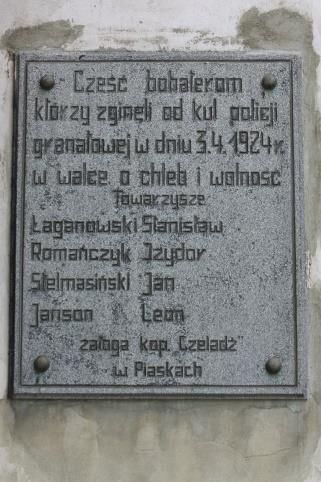 Cześć bohaterom
którzy zginęli od kul policji
granatowej w dniu 3.4.1924 r.
w walce o chleb i wolność
Towarzysze
Łaganowski Stanisław
Romańczyk Izydor
Stelmasiński Jan
Janson Leon
"załoga kop. Czeladź"
w Piaskach